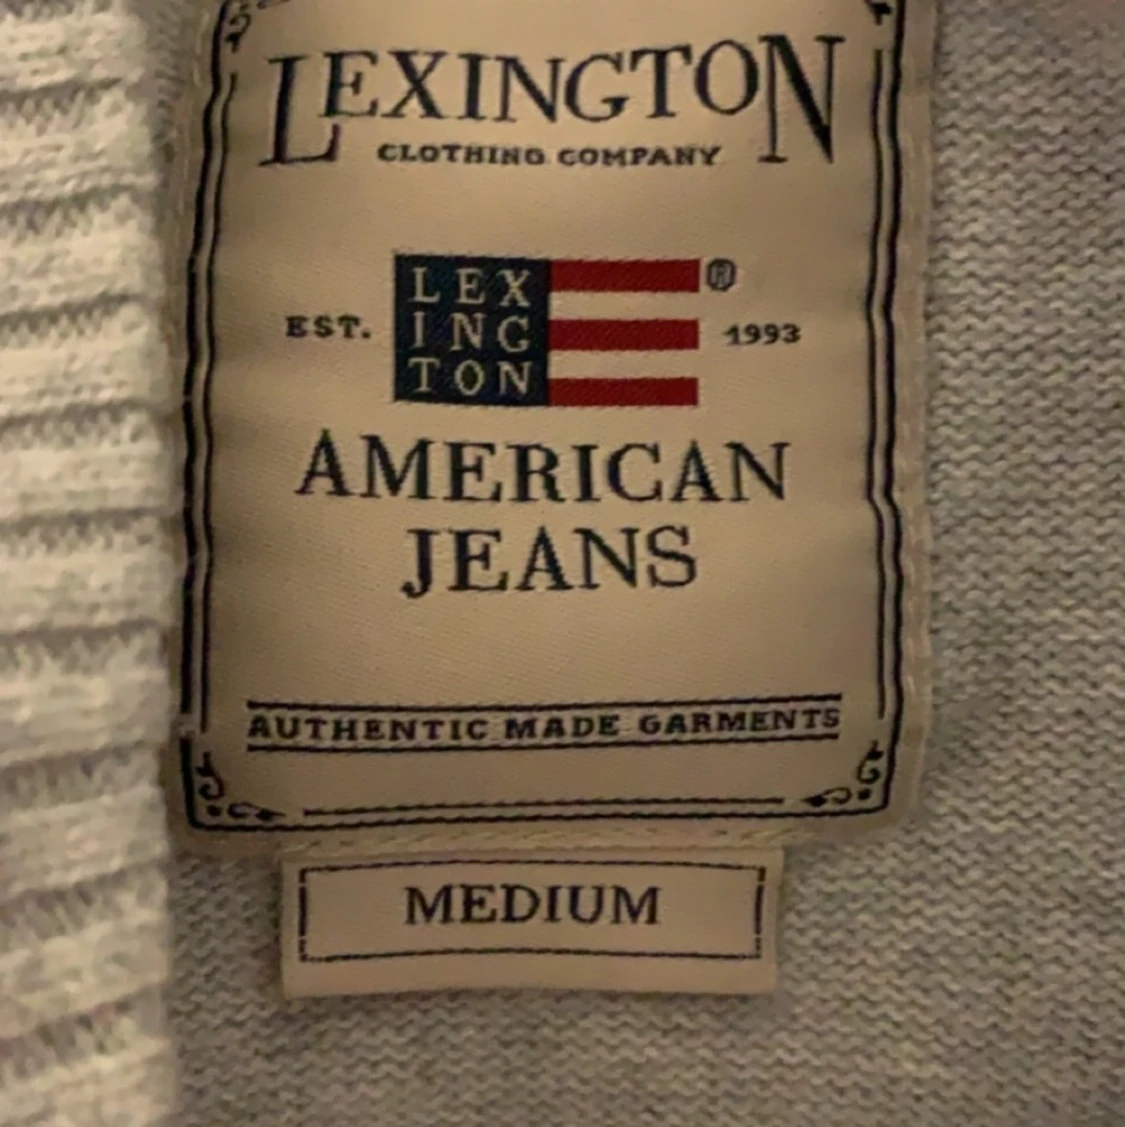 LEXINGTON
CLOTHING COMPANY
LEX
ING
TON
®
EST.
1993
AMERICAN
JEANS
AUTHENTIC MADE GARMENTS
MEDIUM